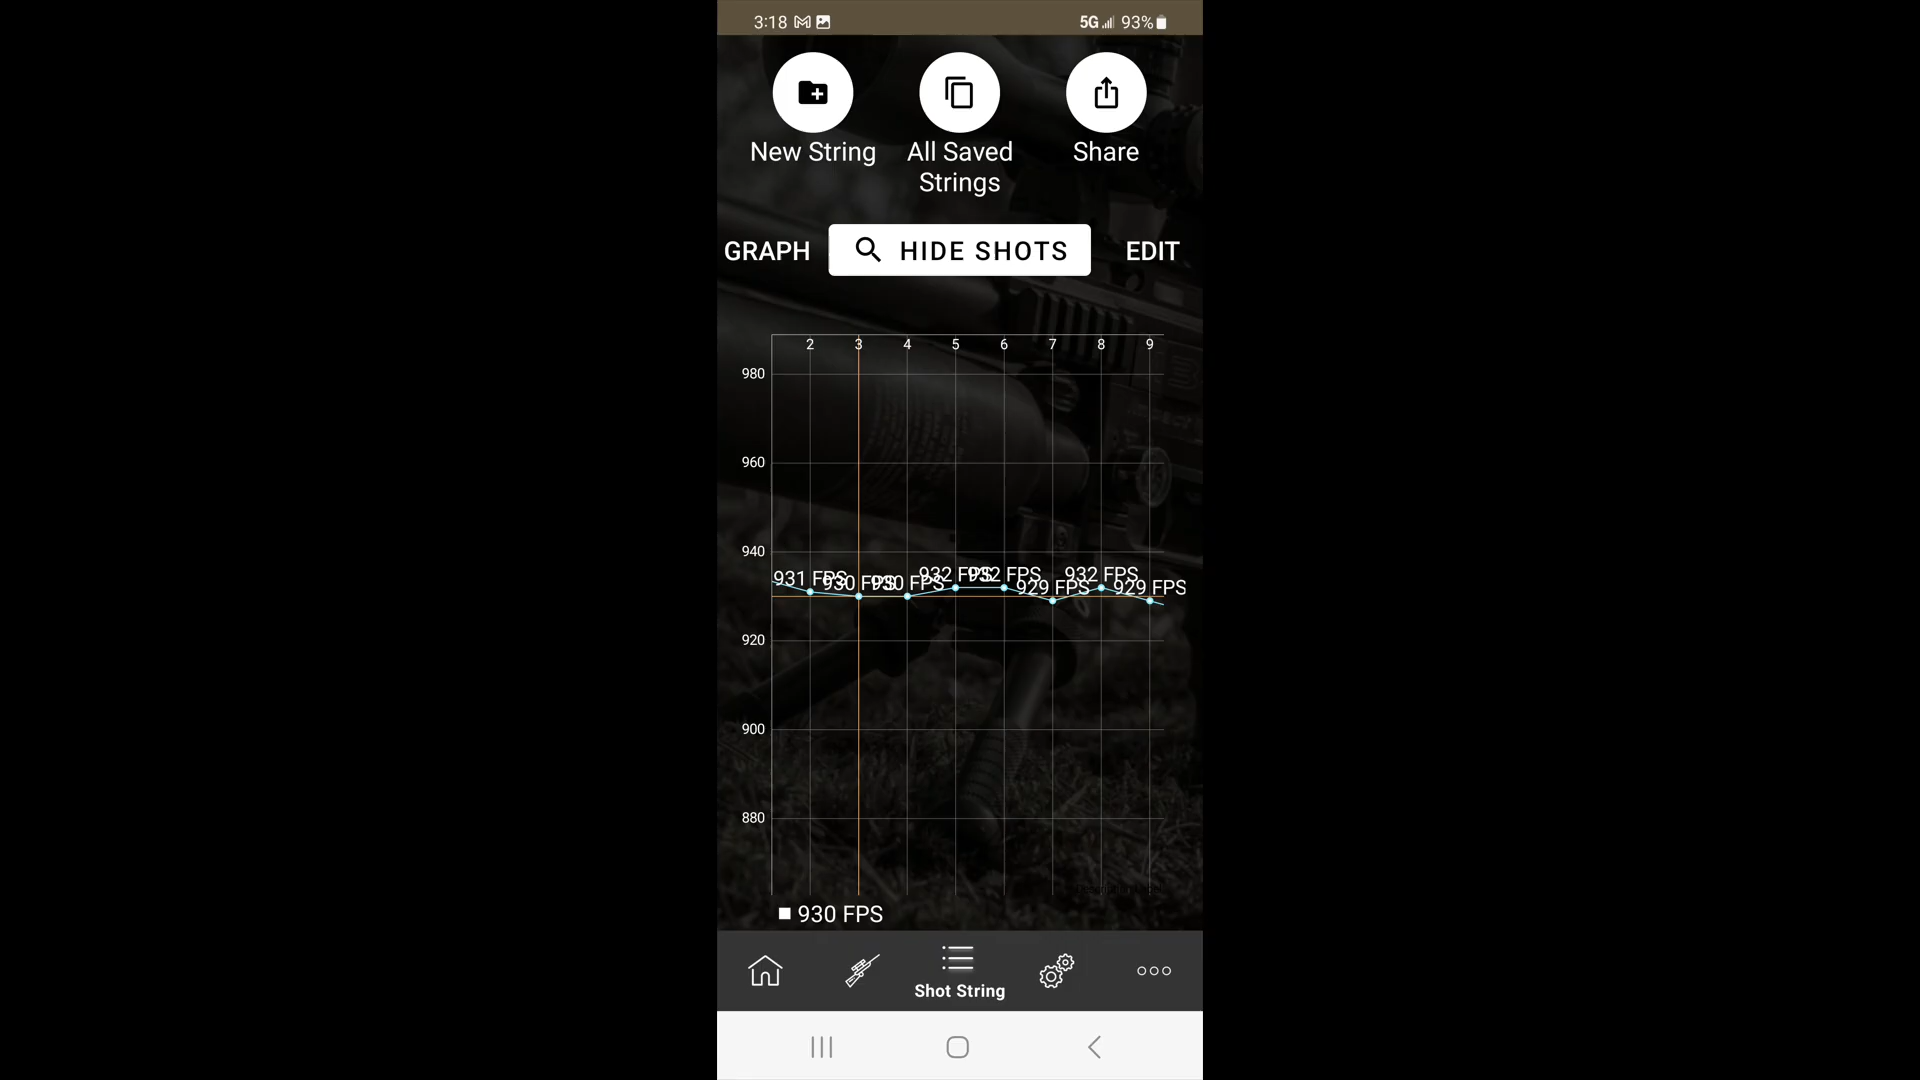 3:18 5G 93%
New String All Saved Strings Share
GRAPH HIDE SHOTS EDIT
2 3 4 5 6 7 8 9
980
960
940
931 FPS 930 FPS 930 FPS 932 FPS 932 FPS 929 FPS 932 FPS 929 FPS
920
900
880
930 FPS
Shot String